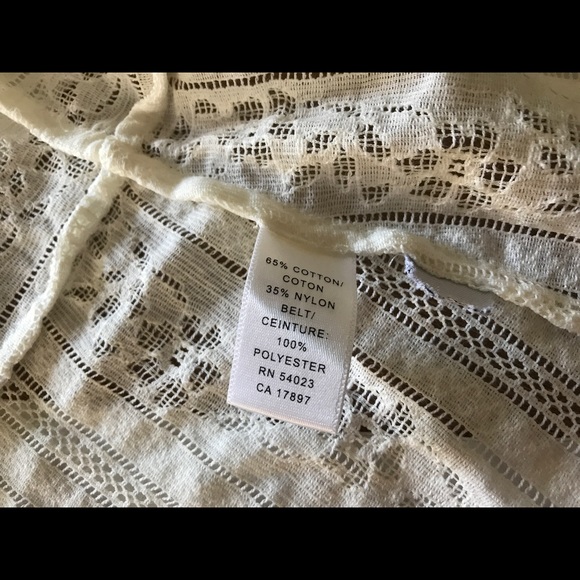 65% COTTON/
COTON
35% NYLON
BELT/
CEINTURE:
100%
POLYESTER
RN 54023
CA 17897